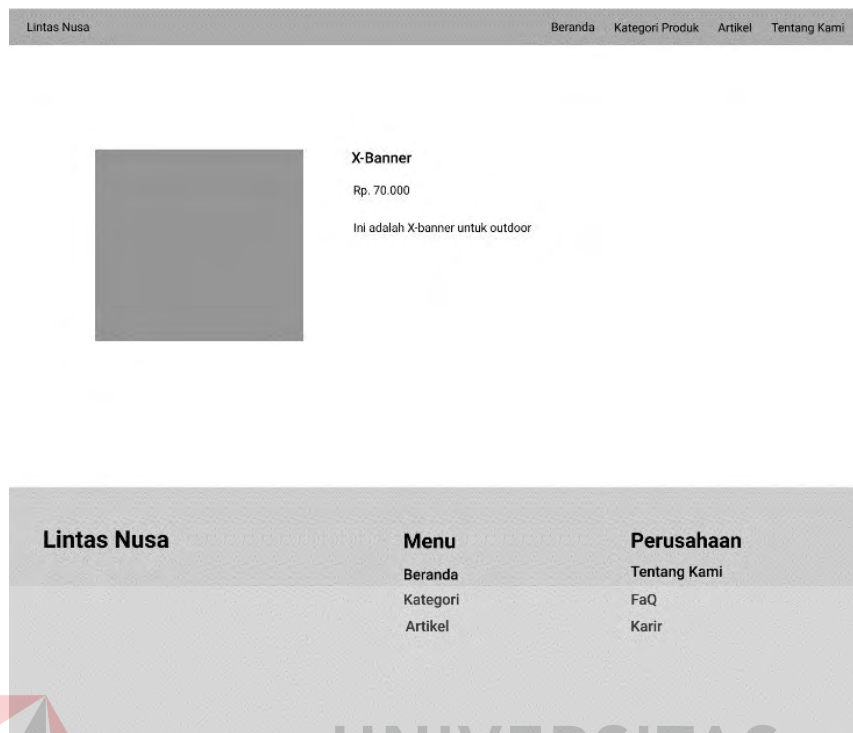 Lintas Nusa
Beranda Kategori Produk Artikel Tentang Kami
X-Banner
Rp. 70.000
Ini adalah X-banner untuk outdoor
Lintas Nusa
Menu
Beranda
Kategori
Artikel
Perusahaan
Tentang Kami
FaQ
Karir
UNIVERSITAS